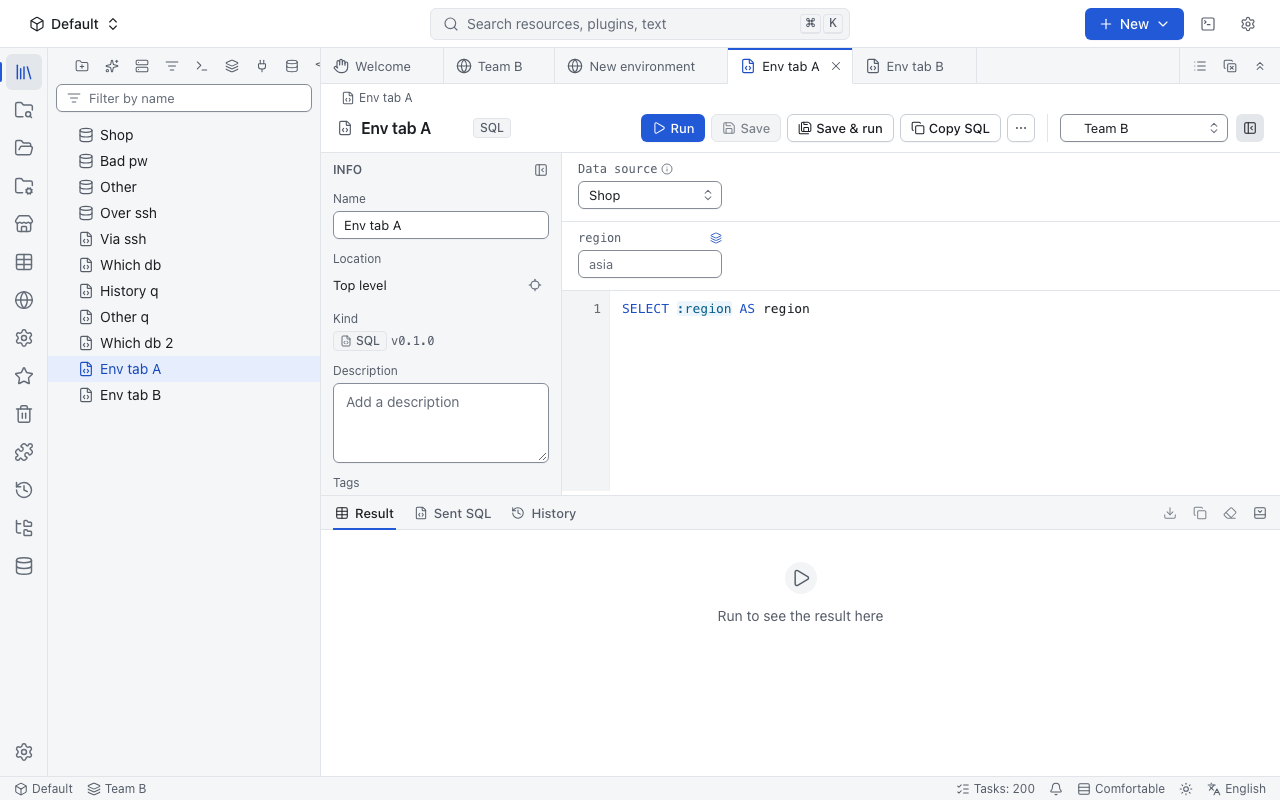 Default
Search resources, plugins, text
⌘ K
New
Filter by name
Shop
Bad pw
Other
Over ssh
Via ssh
Which db
History q
Other q
Which db 2
Env tab A
Env tab B
Welcome
Team B
New environment
Env tab A
Env tab B
Env tab A
Env tab A
SQL
Run
Save
Save & run
Copy SQL
Team B
INFO
Name
Env tab A
Location
Top level
Kind
SQL v0.1.0
Description
Add a description
Tags
Data source
Shop
region
asia
1 SELECT :region AS region
Result
Sent SQL
History
Run to see the result here
Default
Team B
Tasks: 200
Comfortable
English